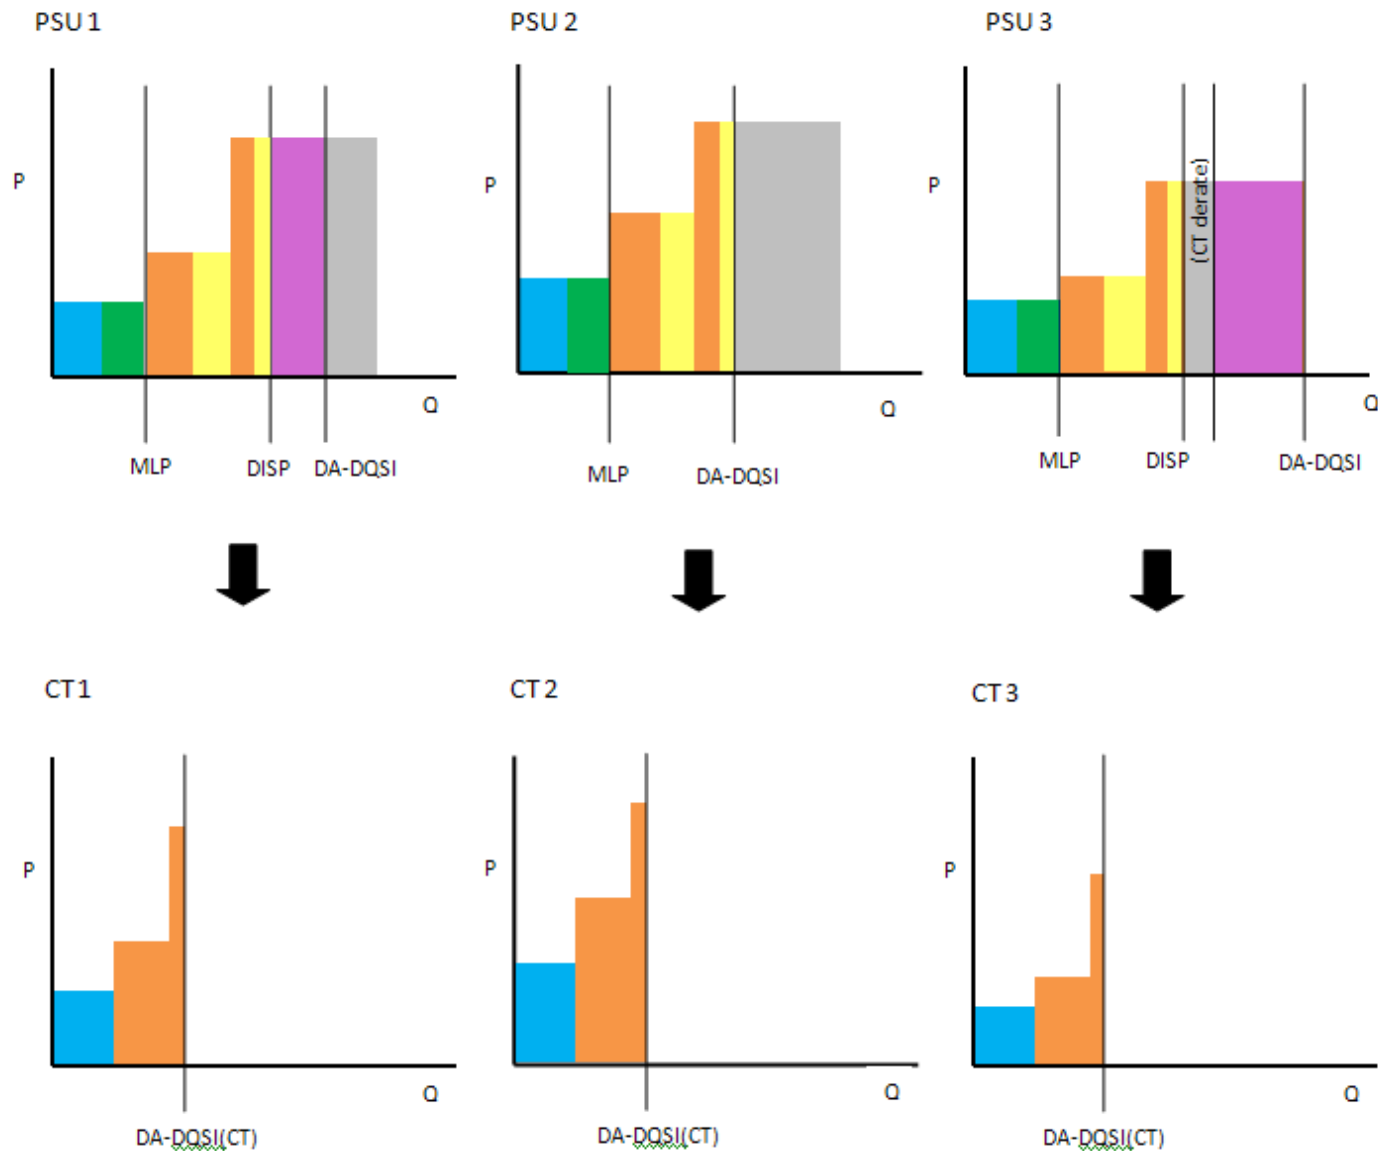 PSU 1
PSU 2
PSU 3
P
P
P
(CT derate)
Q
Q
Q
MLP
DISP
DA-DQSI
MLP
DA-DQSI
MLP
DISP
DA-DQSI
CT 1
CT 2
CT 3
P
P
P
Q
Q
Q
DA-DQSI(CT)
DA-DQSI(CT)
DA-DQSI(CT)